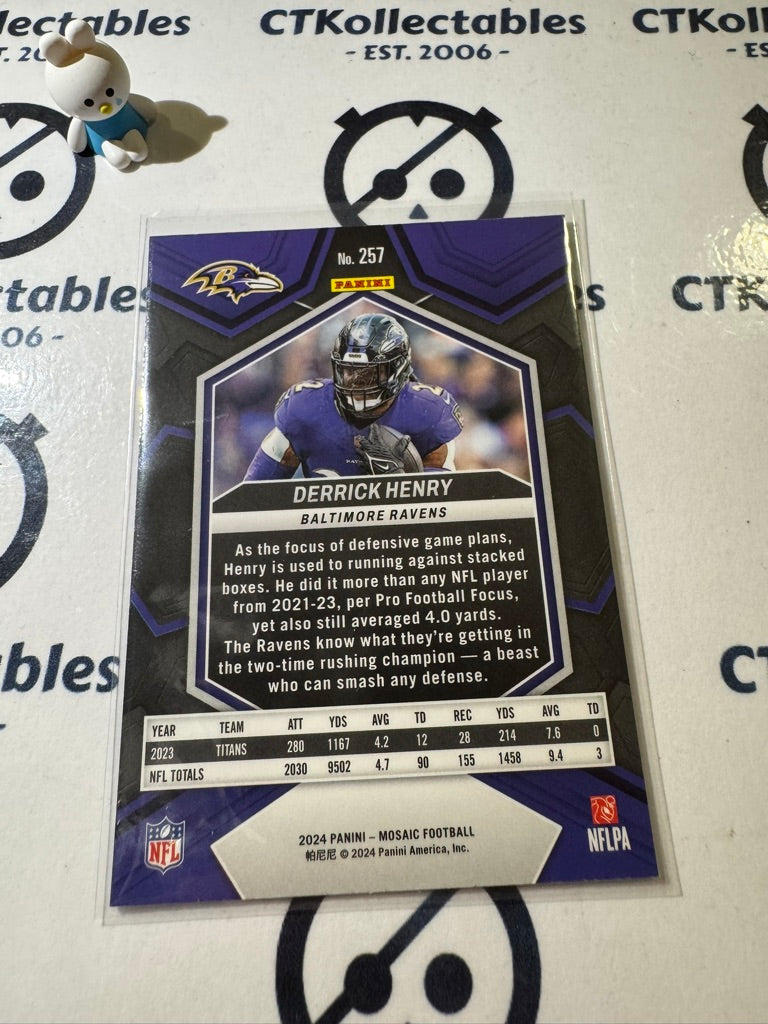 llectables
CTKollectables
CTKollectables
T. 20
- EST. 2006 -
- ES
ctables
es
CTK
06 -
No. 257
B
PANINI
DERRICK HENRY
BALTIMORE RAVENS
As the focus of defensive game plans,
Henry is used to running against stacked
boxes. He did it more than any NFL player
from 2021-23, per Pro Football Focus,
yet also still averaged 4.0 yards.
The Ravens know what they're getting in
the two-time rushing champion — a beast
who can smash any defense.
YEAR TEAM ATT YDS AVG TD REC YDS AVG TD
2023 TITANS 280 1167 4.2 12 28 214 7.6 0
NFL TOTALS 2030 9502 4.7 90 155 1458 9.4 3
2024 PANINI – MOSAIC FOOTBALL
帕尼尼 © 2024 Panini America, Inc.
NFL
NFLPA
bles
CT